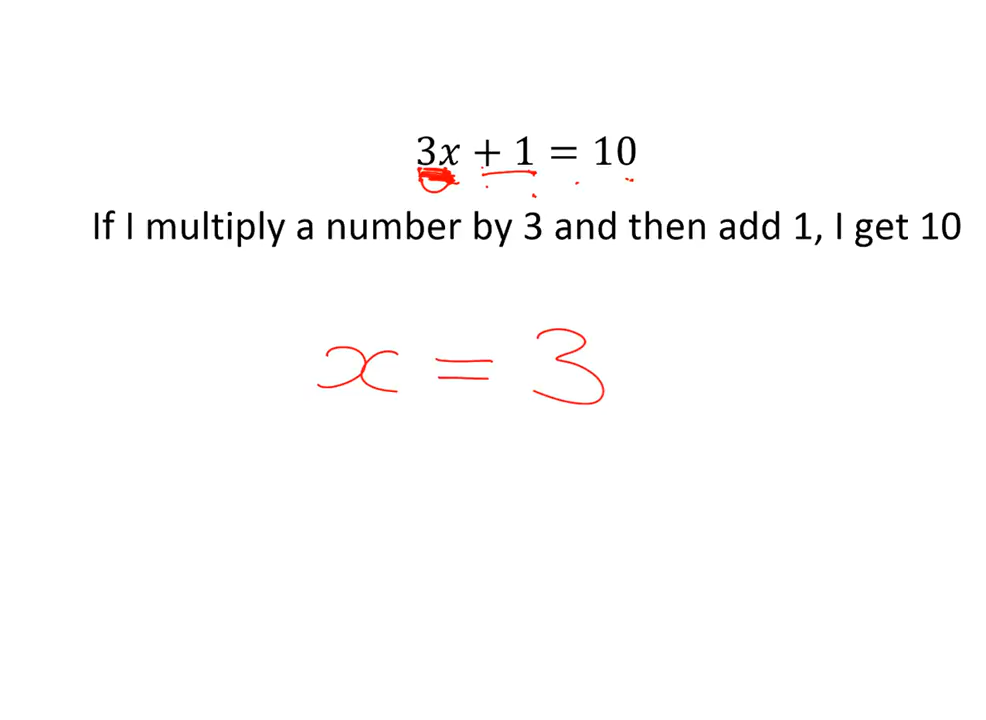 3x + 1 = 10
If I multiply a number by 3 and then add 1, I get 10
x = 3